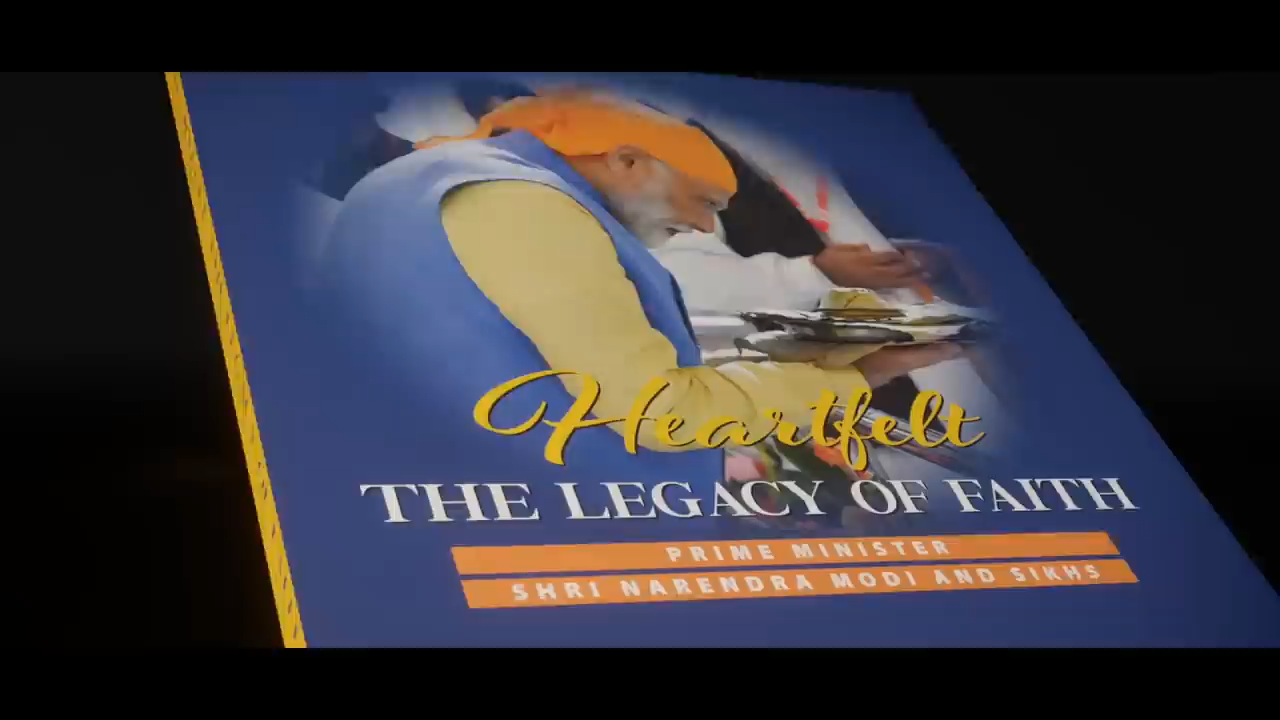 Heartfelt
THE LEGACY OF FAITH
PRIME MINISTER
SHRI NARENDRA MODI AND SIKHS